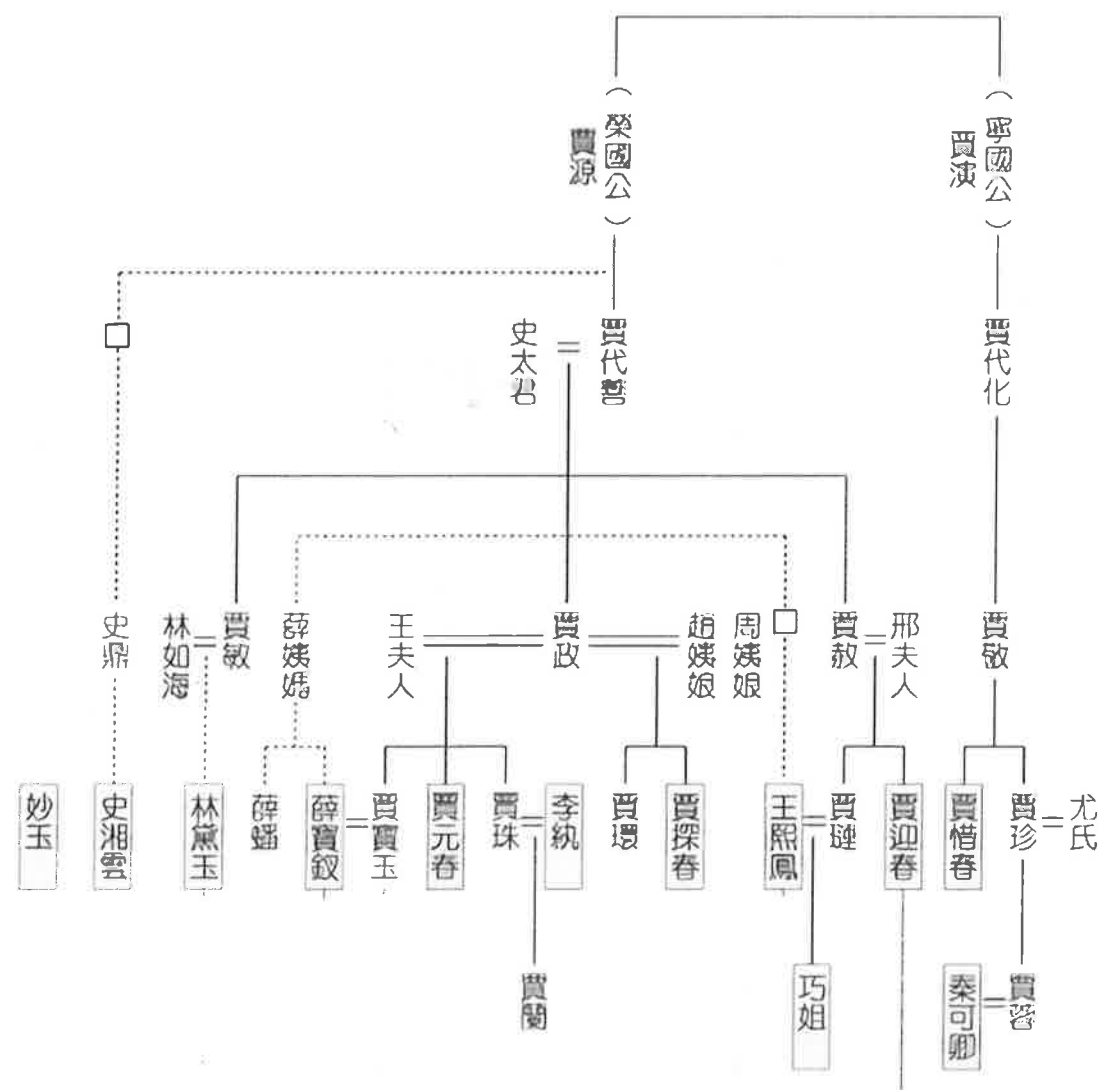 （寧國公）
賈演
（榮國公）
賈源
賈代化
賈代善
史太君
賈敬
邢夫人
賈赦
周姨娘
趙姨娘
賈政
王夫人
薛姨媽
賈敏
林如海
史鼎
尤氏
賈珍
賈惜春
賈迎春
賈璉
王熙鳳
賈探春
賈環
李紈
賈珠
賈元春
賈寶玉
薛寶釵
薛蟠
林黛玉
史湘雲
妙玉
賈蓉
秦可卿
巧姐
賈蘭